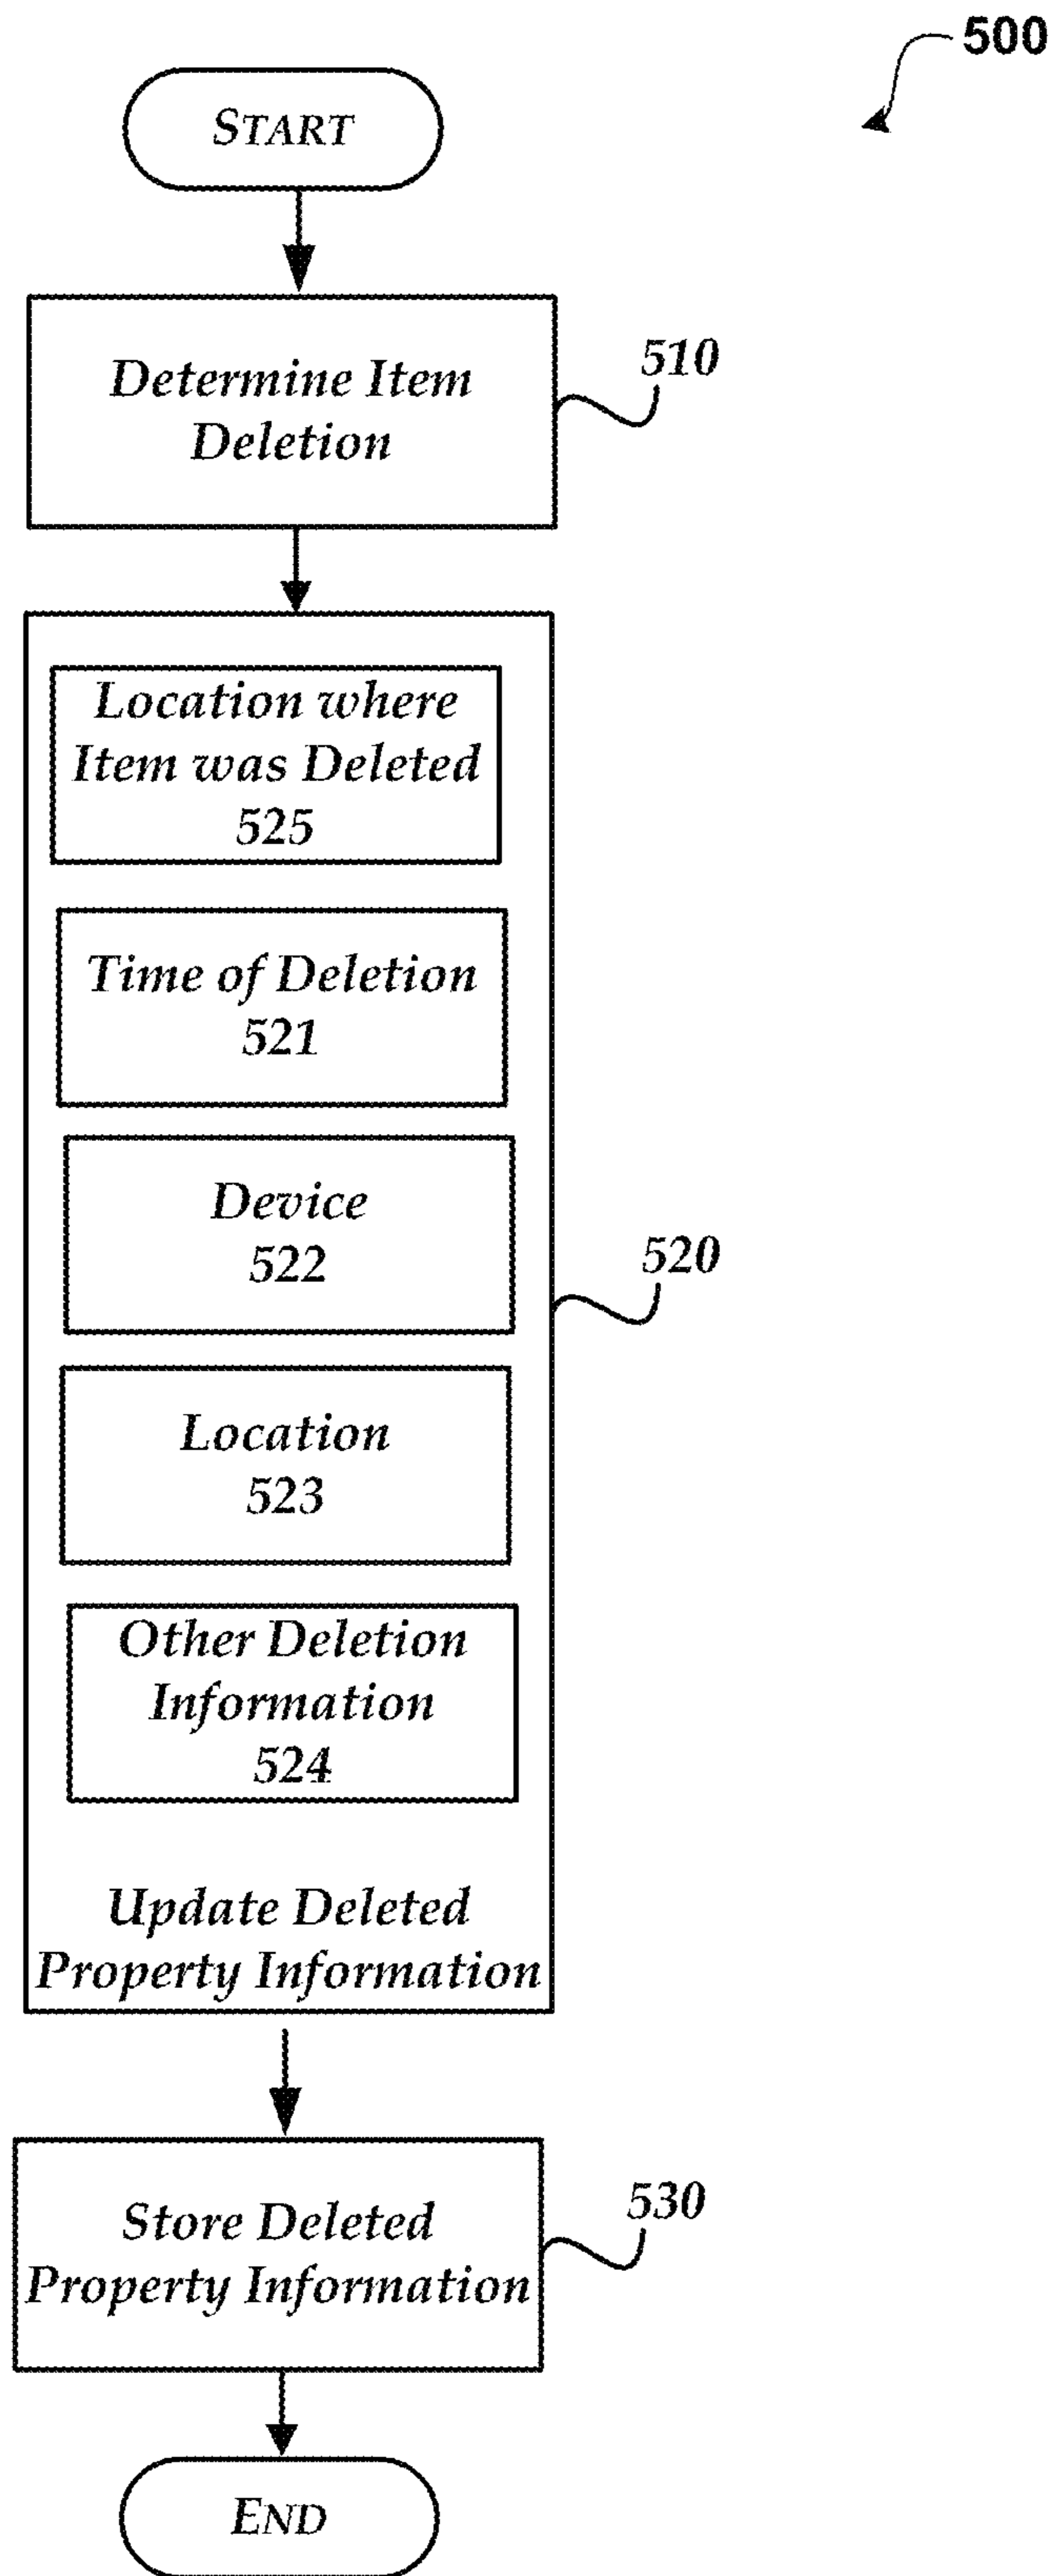 500
START
Determine Item
Deletion
510
Location where
Item was Deleted
525
Time of Deletion
521
Device
522
520
Location
523
Other Deletion
Information
524
Update Deleted
Property Information
Store Deleted
Property Information
530
END